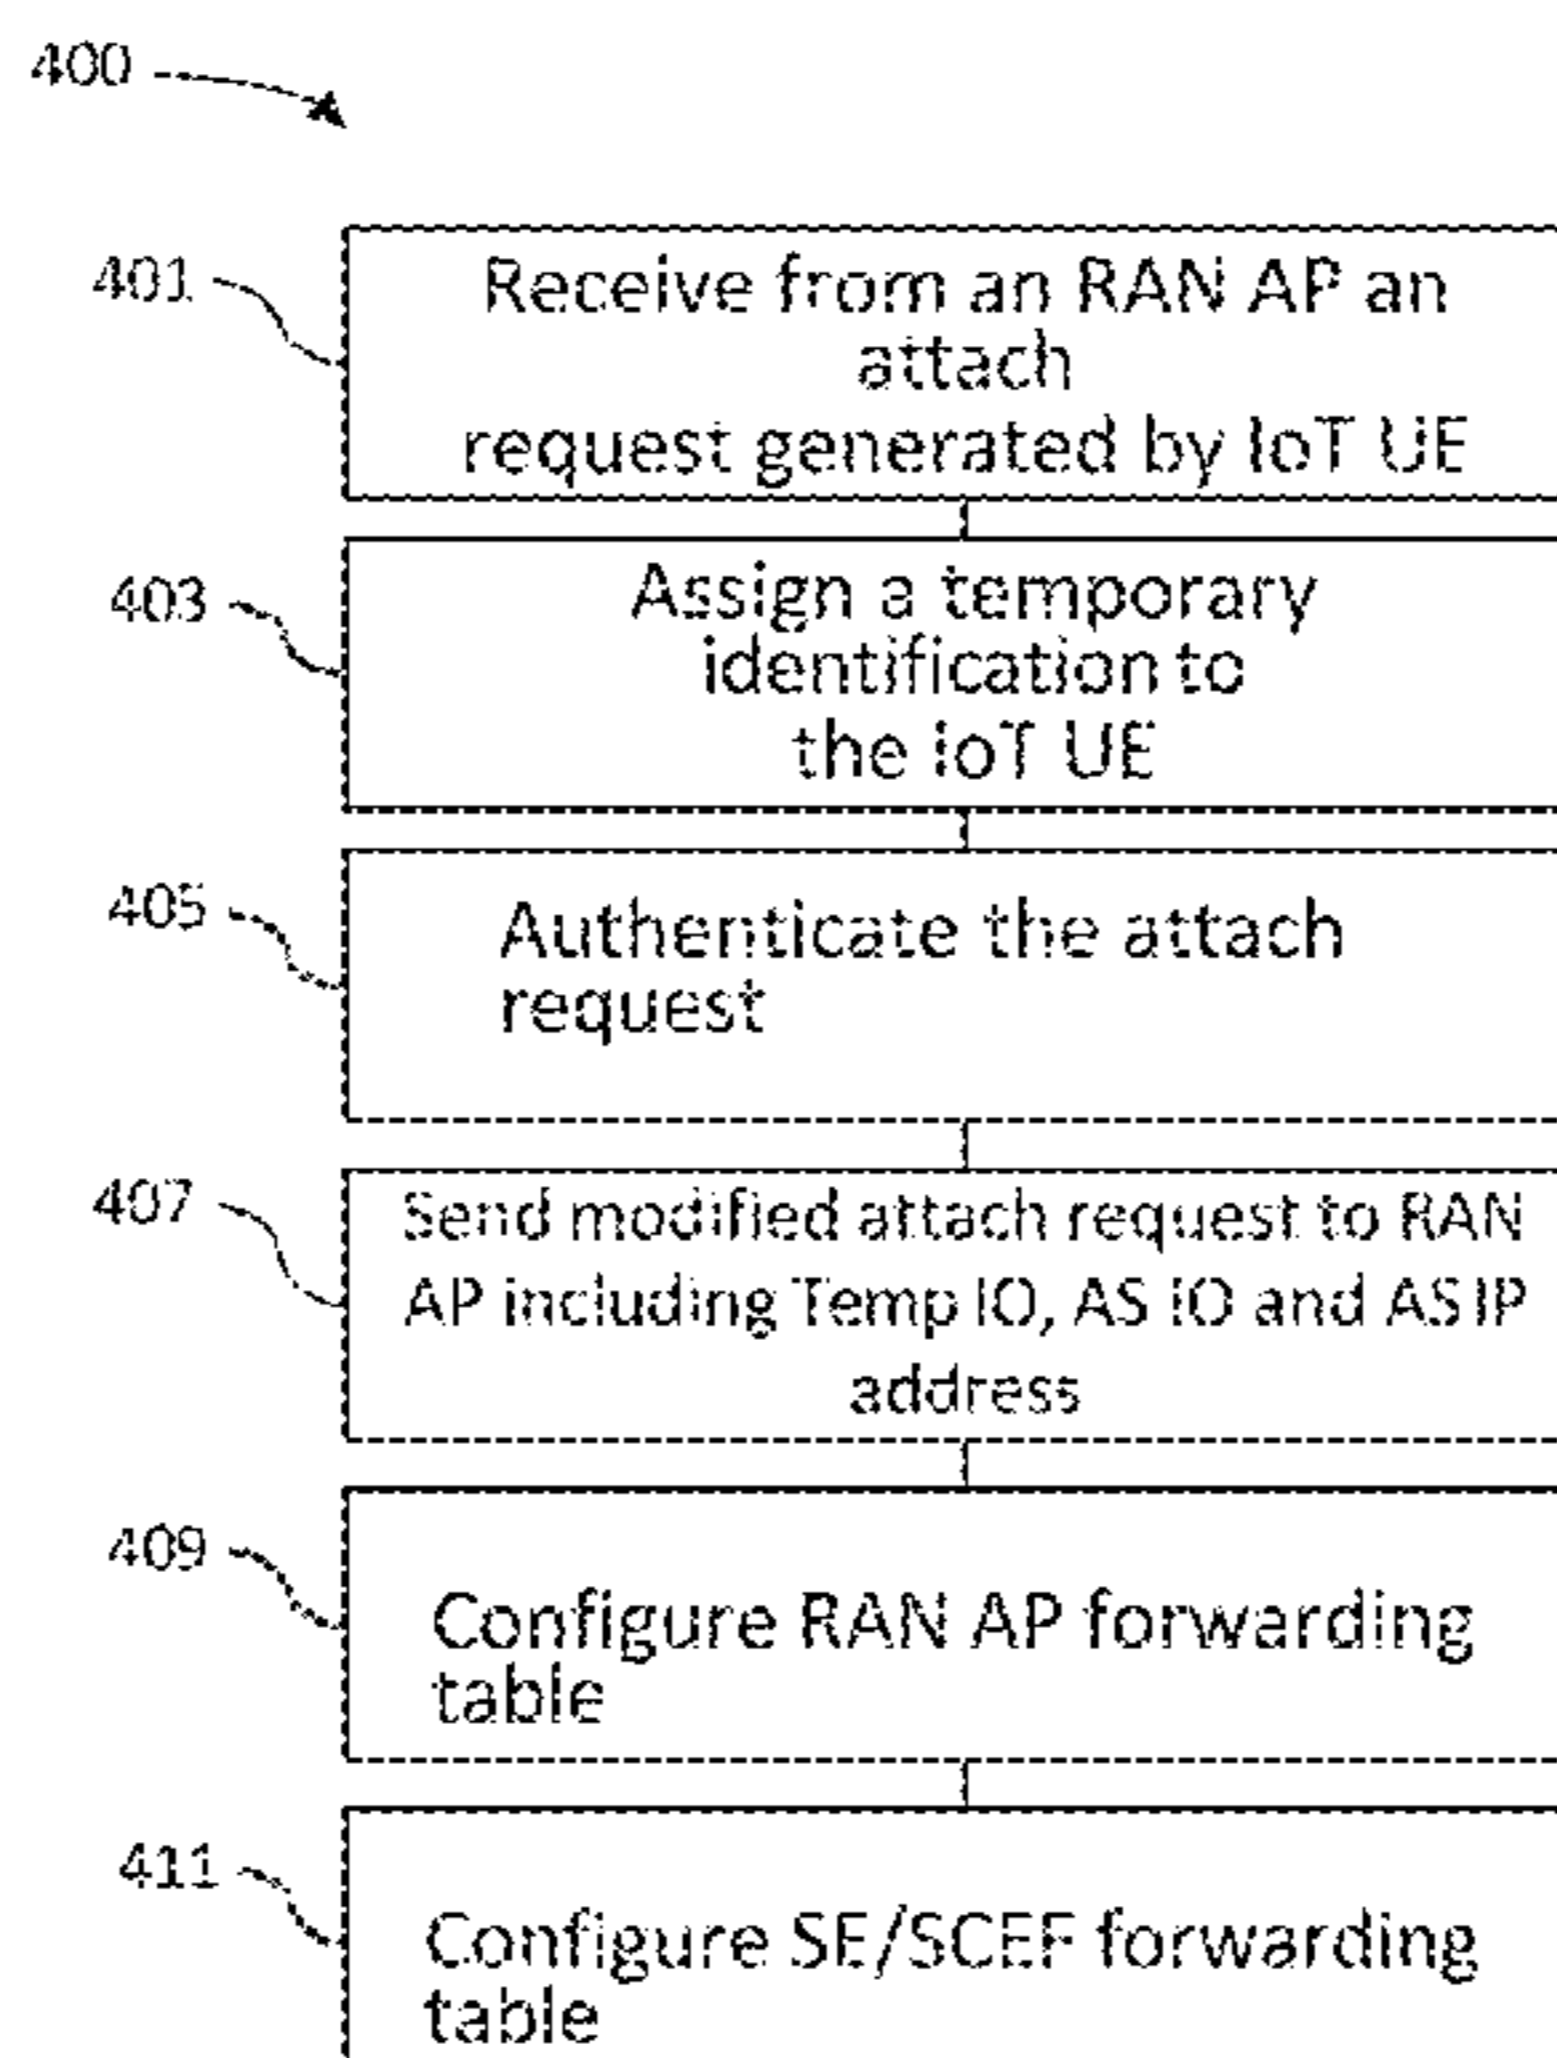 400
401
Receive from an RAN AP an
attach
request generated by IoT UE
403
Assign a temporary
identification to
the IoT UE
405
Authenticate the attach
request
407
Send modified attach request to RAN
AP including Temp IO, AS IO and AS IP
address
409
Configure RAN AP forwarding
table
411
Configure SE/SCEF forwarding
table